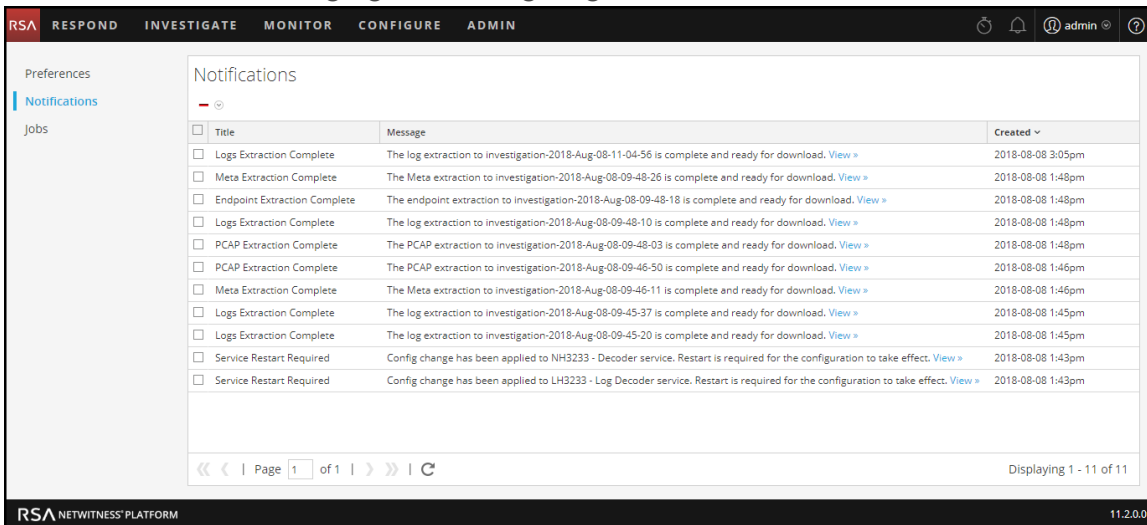 RSA RESPOND INVESTIGATE MONITOR CONFIGURE ADMIN admin ?
Preferences
Notifications
Jobs
Notifications
Title Message Created
Logs Extraction Complete The log extraction to investigation-2018-Aug-08-11-04-56 is complete and ready for download. View » 2018-08-08 3:05pm
Meta Extraction Complete The Meta extraction to investigation-2018-Aug-08-09-48-26 is complete and ready for download. View » 2018-08-08 1:48pm
Endpoint Extraction Complete The endpoint extraction to investigation-2018-Aug-08-09-48-18 is complete and ready for download. View » 2018-08-08 1:48pm
Logs Extraction Complete The log extraction to investigation-2018-Aug-08-09-48-10 is complete and ready for download. View » 2018-08-08 1:48pm
PCAP Extraction Complete The PCAP extraction to investigation-2018-Aug-08-09-48-03 is complete and ready for download. View » 2018-08-08 1:48pm
PCAP Extraction Complete The PCAP extraction to investigation-2018-Aug-08-09-46-50 is complete and ready for download. View » 2018-08-08 1:46pm
Meta Extraction Complete The Meta extraction to investigation-2018-Aug-08-09-46-11 is complete and ready for download. View » 2018-08-08 1:46pm
Logs Extraction Complete The log extraction to investigation-2018-Aug-08-09-45-37 is complete and ready for download. View » 2018-08-08 1:45pm
Logs Extraction Complete The log extraction to investigation-2018-Aug-08-09-45-20 is complete and ready for download. View » 2018-08-08 1:45pm
Service Restart Required Config change has been applied to NH3233 - Decoder service. Restart is required for the configuration to take effect. View » 2018-08-08 1:43pm
Service Restart Required Config change has been applied to LH3233 - Log Decoder service. Restart is required for the configuration to take effect. View » 2018-08-08 1:43pm
Page 1 of 1 Displaying 1 - 11 of 11
RSA NETWITNESS® PLATFORM 11.2.0.0